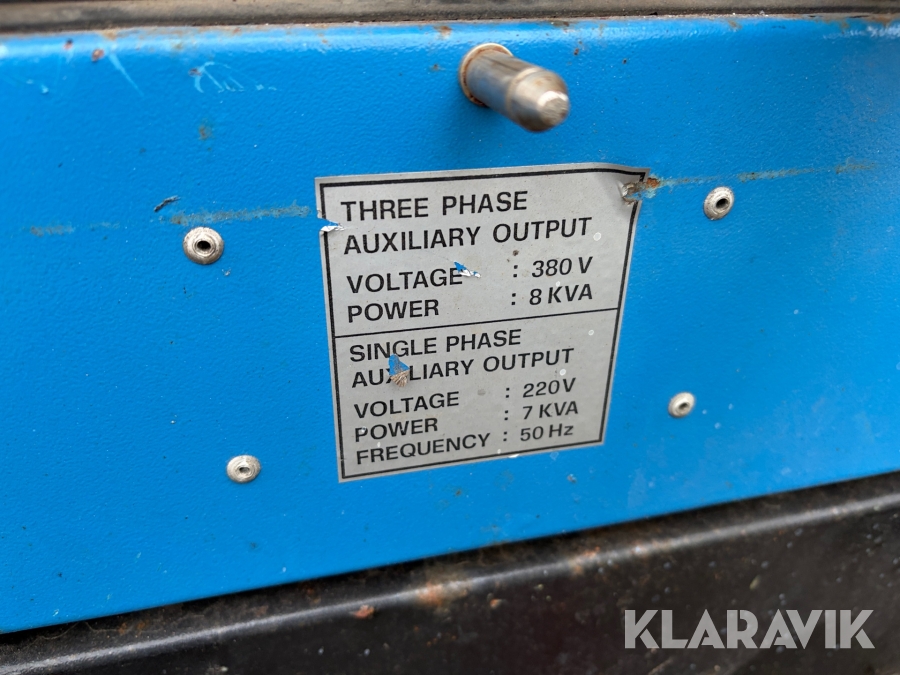 THREE PHASE
AUXILIARY OUTPUT
VOLTAGE : 380 V
POWER : 8 KVA
SINGLE PHASE
AUXILIARY OUTPUT
VOLTAGE : 220V
POWER : 7 KVA
FREQUENCY : 50 Hz
KLARAVIK